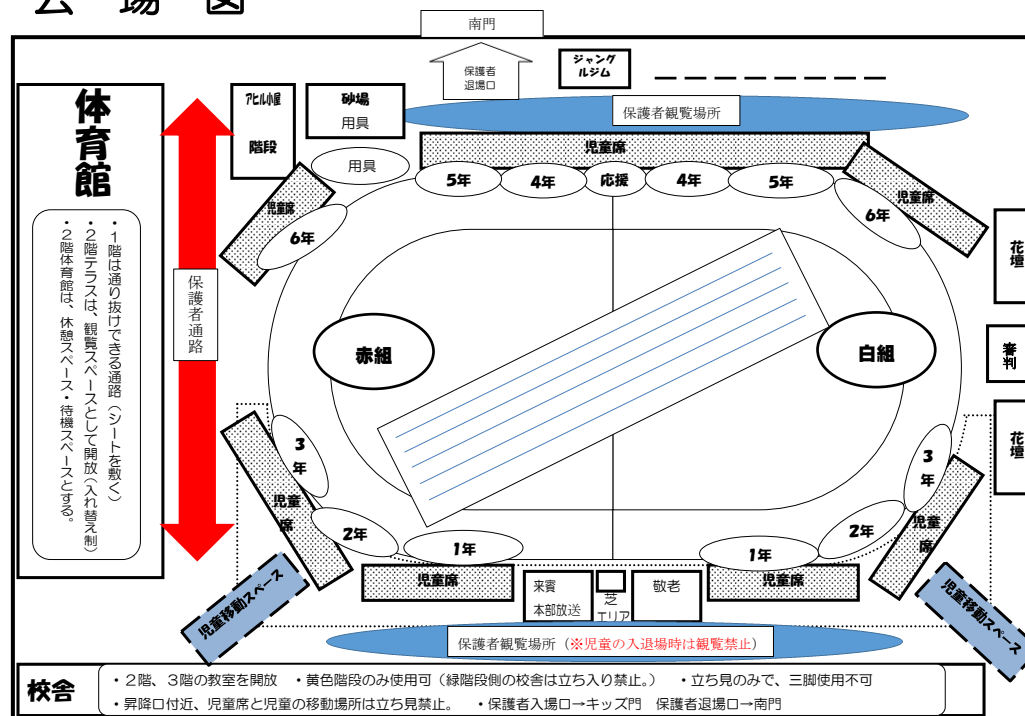 会場図
南門
保護者
退場口
ジャング
ルジム
保護者観覧場所
体育館
・１階は通り抜けできる通路（シートを敷く）
・２階テラスは、観覧スペースとして開放（入れ替え制）
・２階体育館は、休憩スペース・待機スペースとする。
保護者通路
アヒル小屋
階段
砂場
用具
用具
児童席
5年
4年
応援
4年
5年
児童席
6年
児童席
6年
花壇
審判
花壇
赤組
白組
3年
児童席
2年
1年
児童席
3年
児童席
2年
1年
児童席
来賓
本部放送
芝
エリア
敬老
児童移動スペース
児童移動スペース
保護者観覧場所（※児童の入退場時は観覧禁止）
校舎
・２階、３階の教室を開放　・黄色階段のみ使用可（緑階段側の校舎は立ち入り禁止。）　・立ち見のみで、三脚使用不可
・昇降口付近、児童席と児童の移動場所は立ち見禁止。　・保護者入場口→キッズ門　保護者退場口→南門